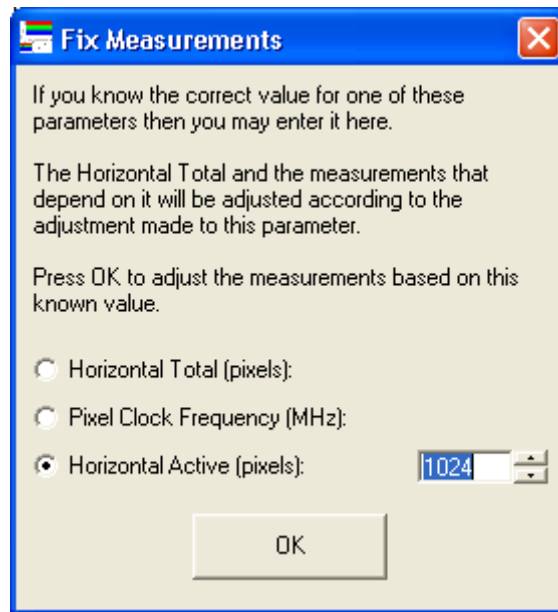 Fix Measurements
If you know the correct value for one of these
parameters then you may enter it here.
The Horizontal Total and the measurements that
depend on it will be adjusted according to the
adjustment made to this parameter.
Press OK to adjust the measurements based on this
known value.
Horizontal Total (pixels):
Pixel Clock Frequency (MHz):
Horizontal Active (pixels): 1024
OK